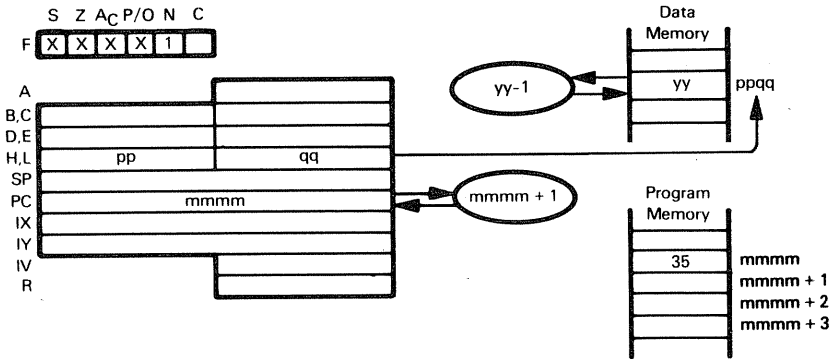 S Z AC P/O N C
F X X X X 1
Data
Memory
A
B,C
D,E
H,L pp qq
SP
PC mmmm
IX
IY
IV
R
yy-1
yy ppqq
mmmm + 1
Program
Memory
35 mmmm
mmmm + 1
mmmm + 2
mmmm + 3